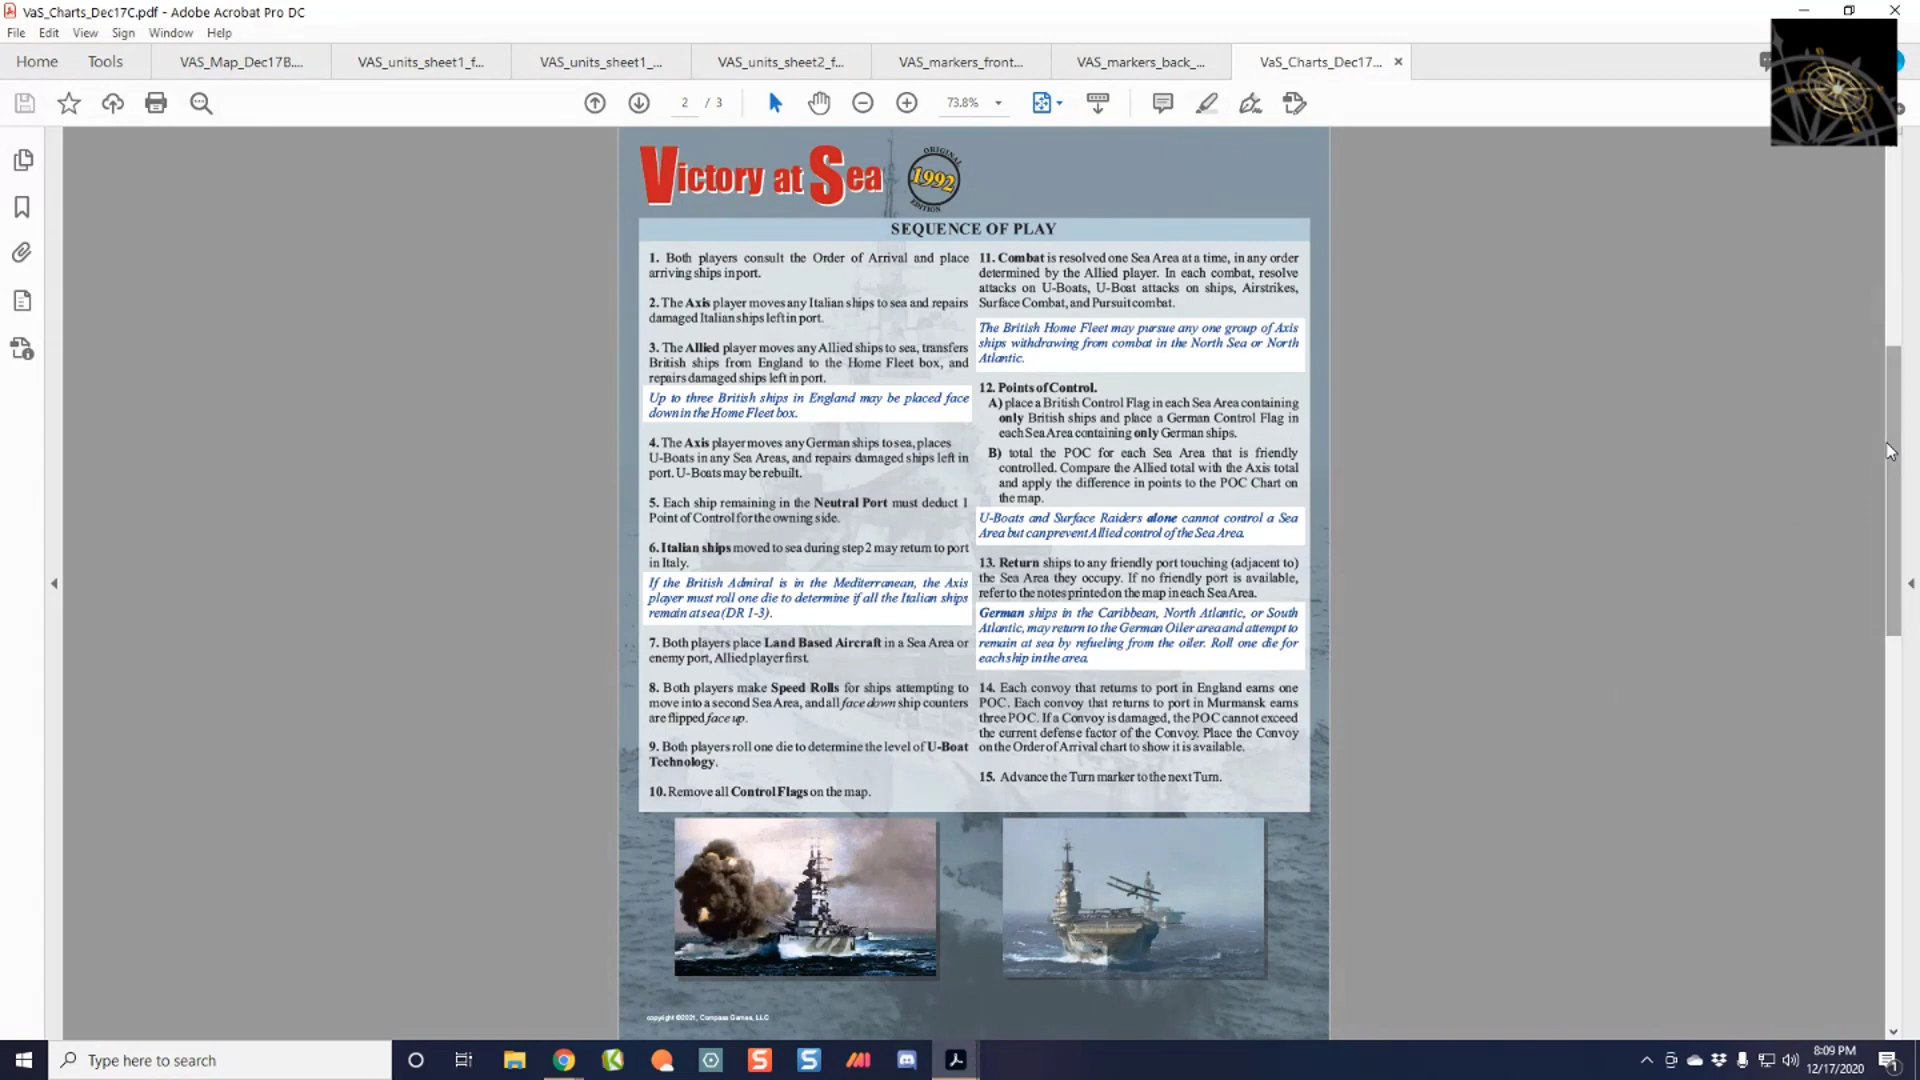 VaS_Charts_Dec17C.pdf - Adobe Acrobat Pro DC
File Edit View Sign Window Help
Home Tools VAS_Map_Dec17B.... VAS_units_sheet1_f... VAS_units_sheet1_... VAS_units_sheet2_f... VAS_markers_front... VAS_markers_back_... VaS_Charts_Dec17...
2 / 3 73.8%
Victory at Sea
ORIGINAL
1992
EDITION
SEQUENCE OF PLAY
1. Both players consult the Order of Arrival and place
arriving ships in port.
2. The Axis player moves any Italian ships to sea and repairs
damaged Italian ships left in port.
3. The Allied player moves any Allied ships to sea, transfers
British ships from England to the Home Fleet box, and
repairs damaged ships left in port.
Up to three British ships in England may be placed face
down in the Home Fleet box.
4. The Axis player moves any German ships to sea, places
U-Boats in any Sea Areas, and repairs damaged ships left in
port. U-Boats may be rebuilt.
5. Each ship remaining in the Neutral Port must deduct 1
Point of Control for the owning side.
6. Italian ships moved to sea during step 2 may return to port
in Italy.
If the British Admiral is in the Mediterranean, the Axis
player must roll one die to determine if all the Italian ships
remain at sea (DR 1-3).
7. Both players place Land Based Aircraft in a Sea Area or
enemy port, Allied player first.
8. Both players make Speed Rolls for ships attempting to
move into a second Sea Area, and all face down ship counters
are flipped face up.
9. Both players roll one die to determine the level of U-Boat
Technology.
10. Remove all Control Flags on the map.
11. Combat is resolved one Sea Area at a time, in any order
determined by the Allied player. In each combat, resolve
attacks on U-Boats, U-Boat attacks on ships, Airstrikes,
Surface Combat, and Pursuit combat.
The British Home Fleet may pursue any one group of Axis
ships withdrawing from combat in the North Sea or North
Atlantic.
12. Points of Control.
A) place a British Control Flag in each Sea Area containing
only British ships and place a German Control Flag in
each Sea Area containing only German ships.
B) total the POC for each Sea Area that is friendly
controlled. Compare the Allied total with the Axis total
and apply the difference in points to the POC Chart on
the map.
U-Boats and Surface Raiders alone cannot control a Sea
Area but can prevent Allied control of the Sea Area.
13. Return ships to any friendly port touching (adjacent to)
the Sea Area they occupy. If no friendly port is available,
refer to the notes printed on the map in each Sea Area.
German ships in the Caribbean, North Atlantic, or South
Atlantic, may return to the German Oiler area and attempt to
remain at sea by refueling from the oiler. Roll one die for
each ship in the area.
14. Each convoy that returns to port in England earns one
POC. Each convoy that returns to port in Murmansk earns
three POC. If a Convoy is damaged, the POC cannot exceed
the current defense factor of the Convoy. Place the Convoy
on the Order of Arrival chart to show it is available.
15. Advance the Turn marker to the next Turn.
copyright ©2021, Compass Games, LLC
Type here to search
8:09 PM
12/17/2020
1